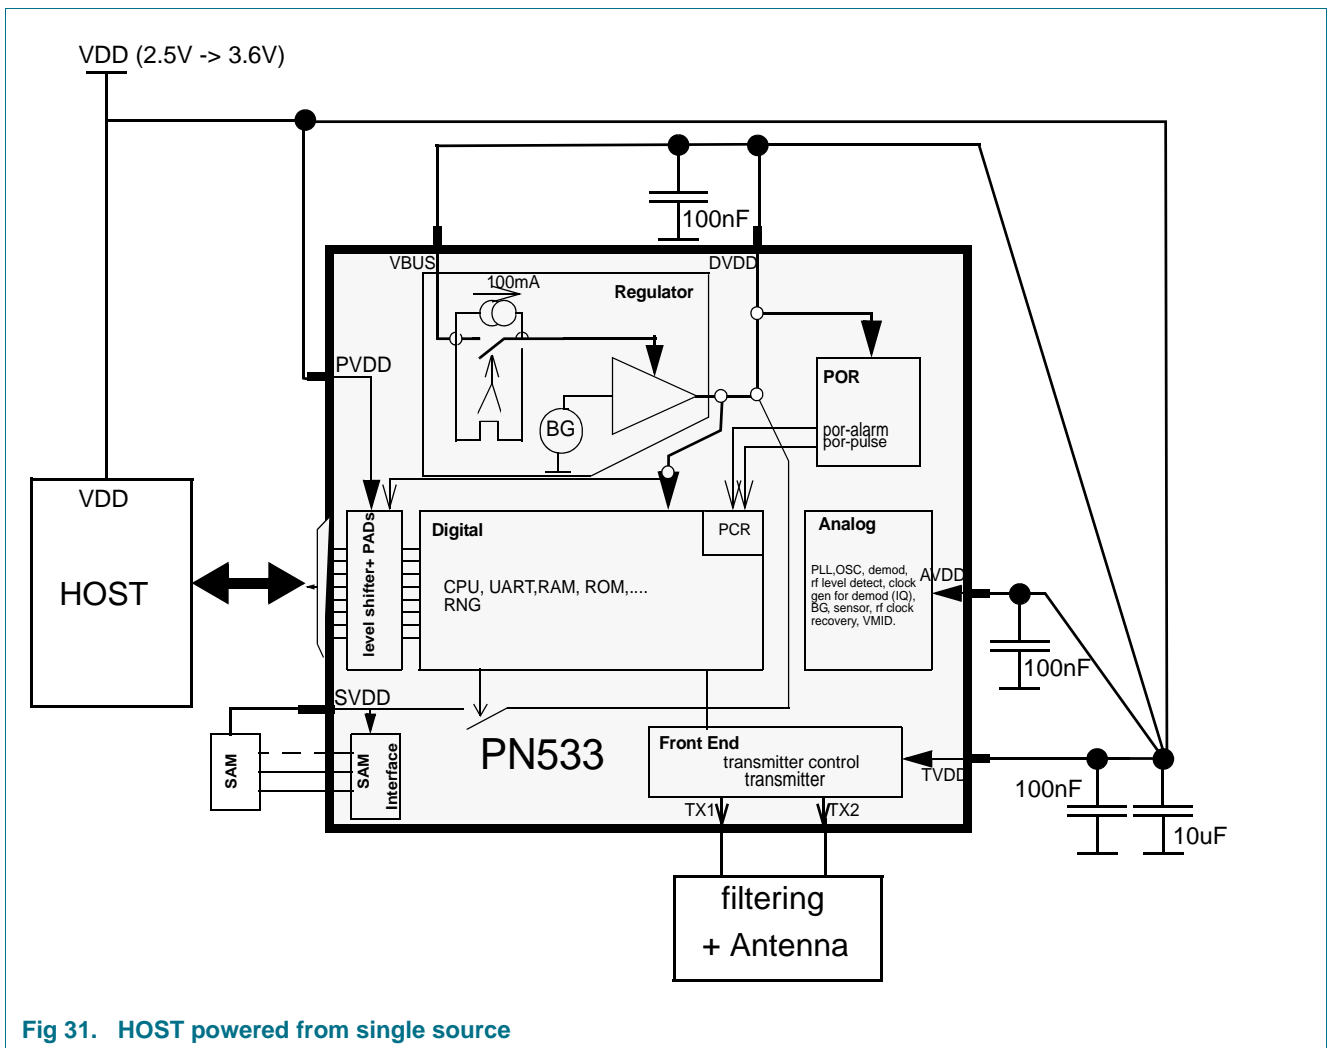 VDD (2.5V -> 3.6V)
100nF
VBUS
DVDD
100mA
Regulator
PVDD
POR
BG
por-alarm
por-pulse
VDD
HOST
level shifter+ PADs
Digital
PCR
CPU, UART,RAM, ROM,....
RNG
Analog
PLL,OSC, demod,
rf level detect, clock
gen for demod (IQ),
BG, sensor, rf clock
recovery, VMID.
AVDD
100nF
SVDD
SAM
SAM
Interface
PN533
Front End
transmitter control
transmitter
TVDD
TX1
TX2
100nF
10uF
filtering
+ Antenna
Fig 31. HOST powered from single source